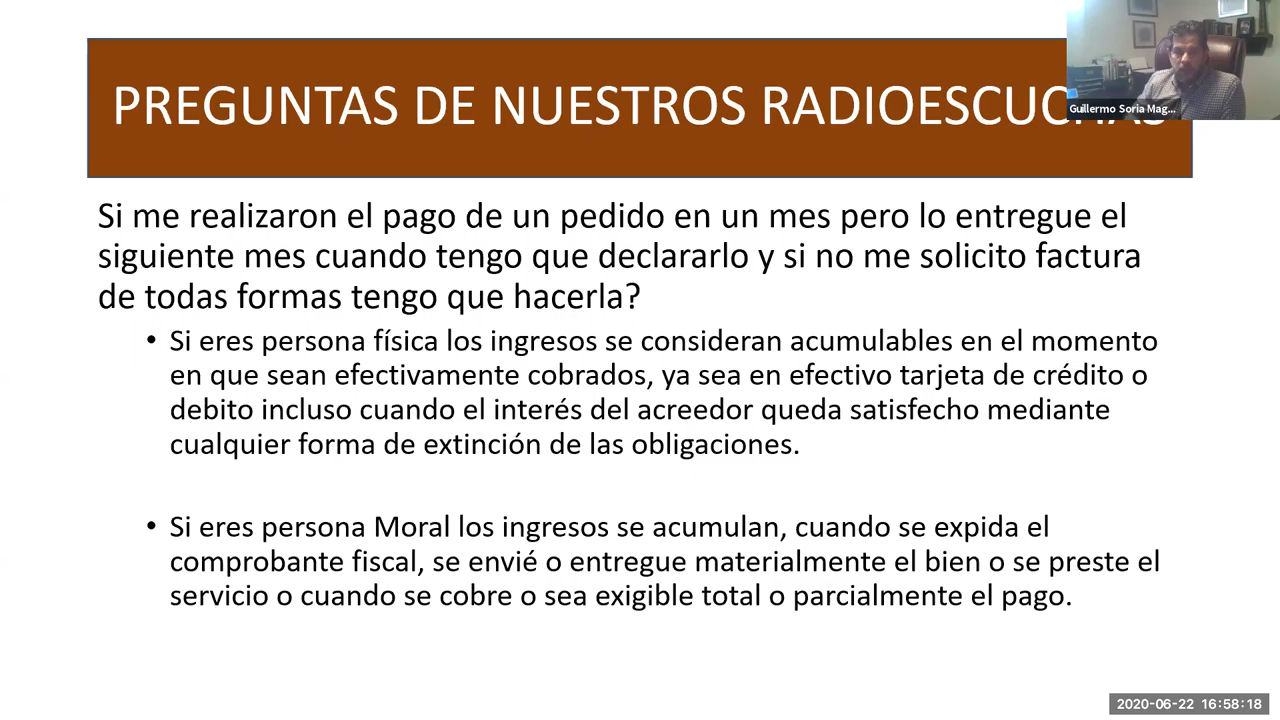 PREGUNTAS DE NUESTROS
Guillermo Soria Mag...
Si me realizaron el pago de un pedido en un mes pero lo entregue el
siguiente mes cuando tengo que declararlo y si no me solicito factura
de todas formas tengo que hacerla?
• Si eres persona física los ingresos se consideran acumulables en el momento
en que sean efectivamente cobrados, ya sea en efectivo tarjeta de crédito o
debito incluso cuando el interés del acreedor queda satisfecho mediante
cualquier forma de extinción de las obligaciones.
• Si eres persona Moral los ingresos se acumulan, cuando se expida el
comprobante fiscal, se envié o entregue materialmente el bien o se preste el
servicio o cuando se cobre o sea exigible total o parcialmente el pago.
2020-06-22 16:58:18